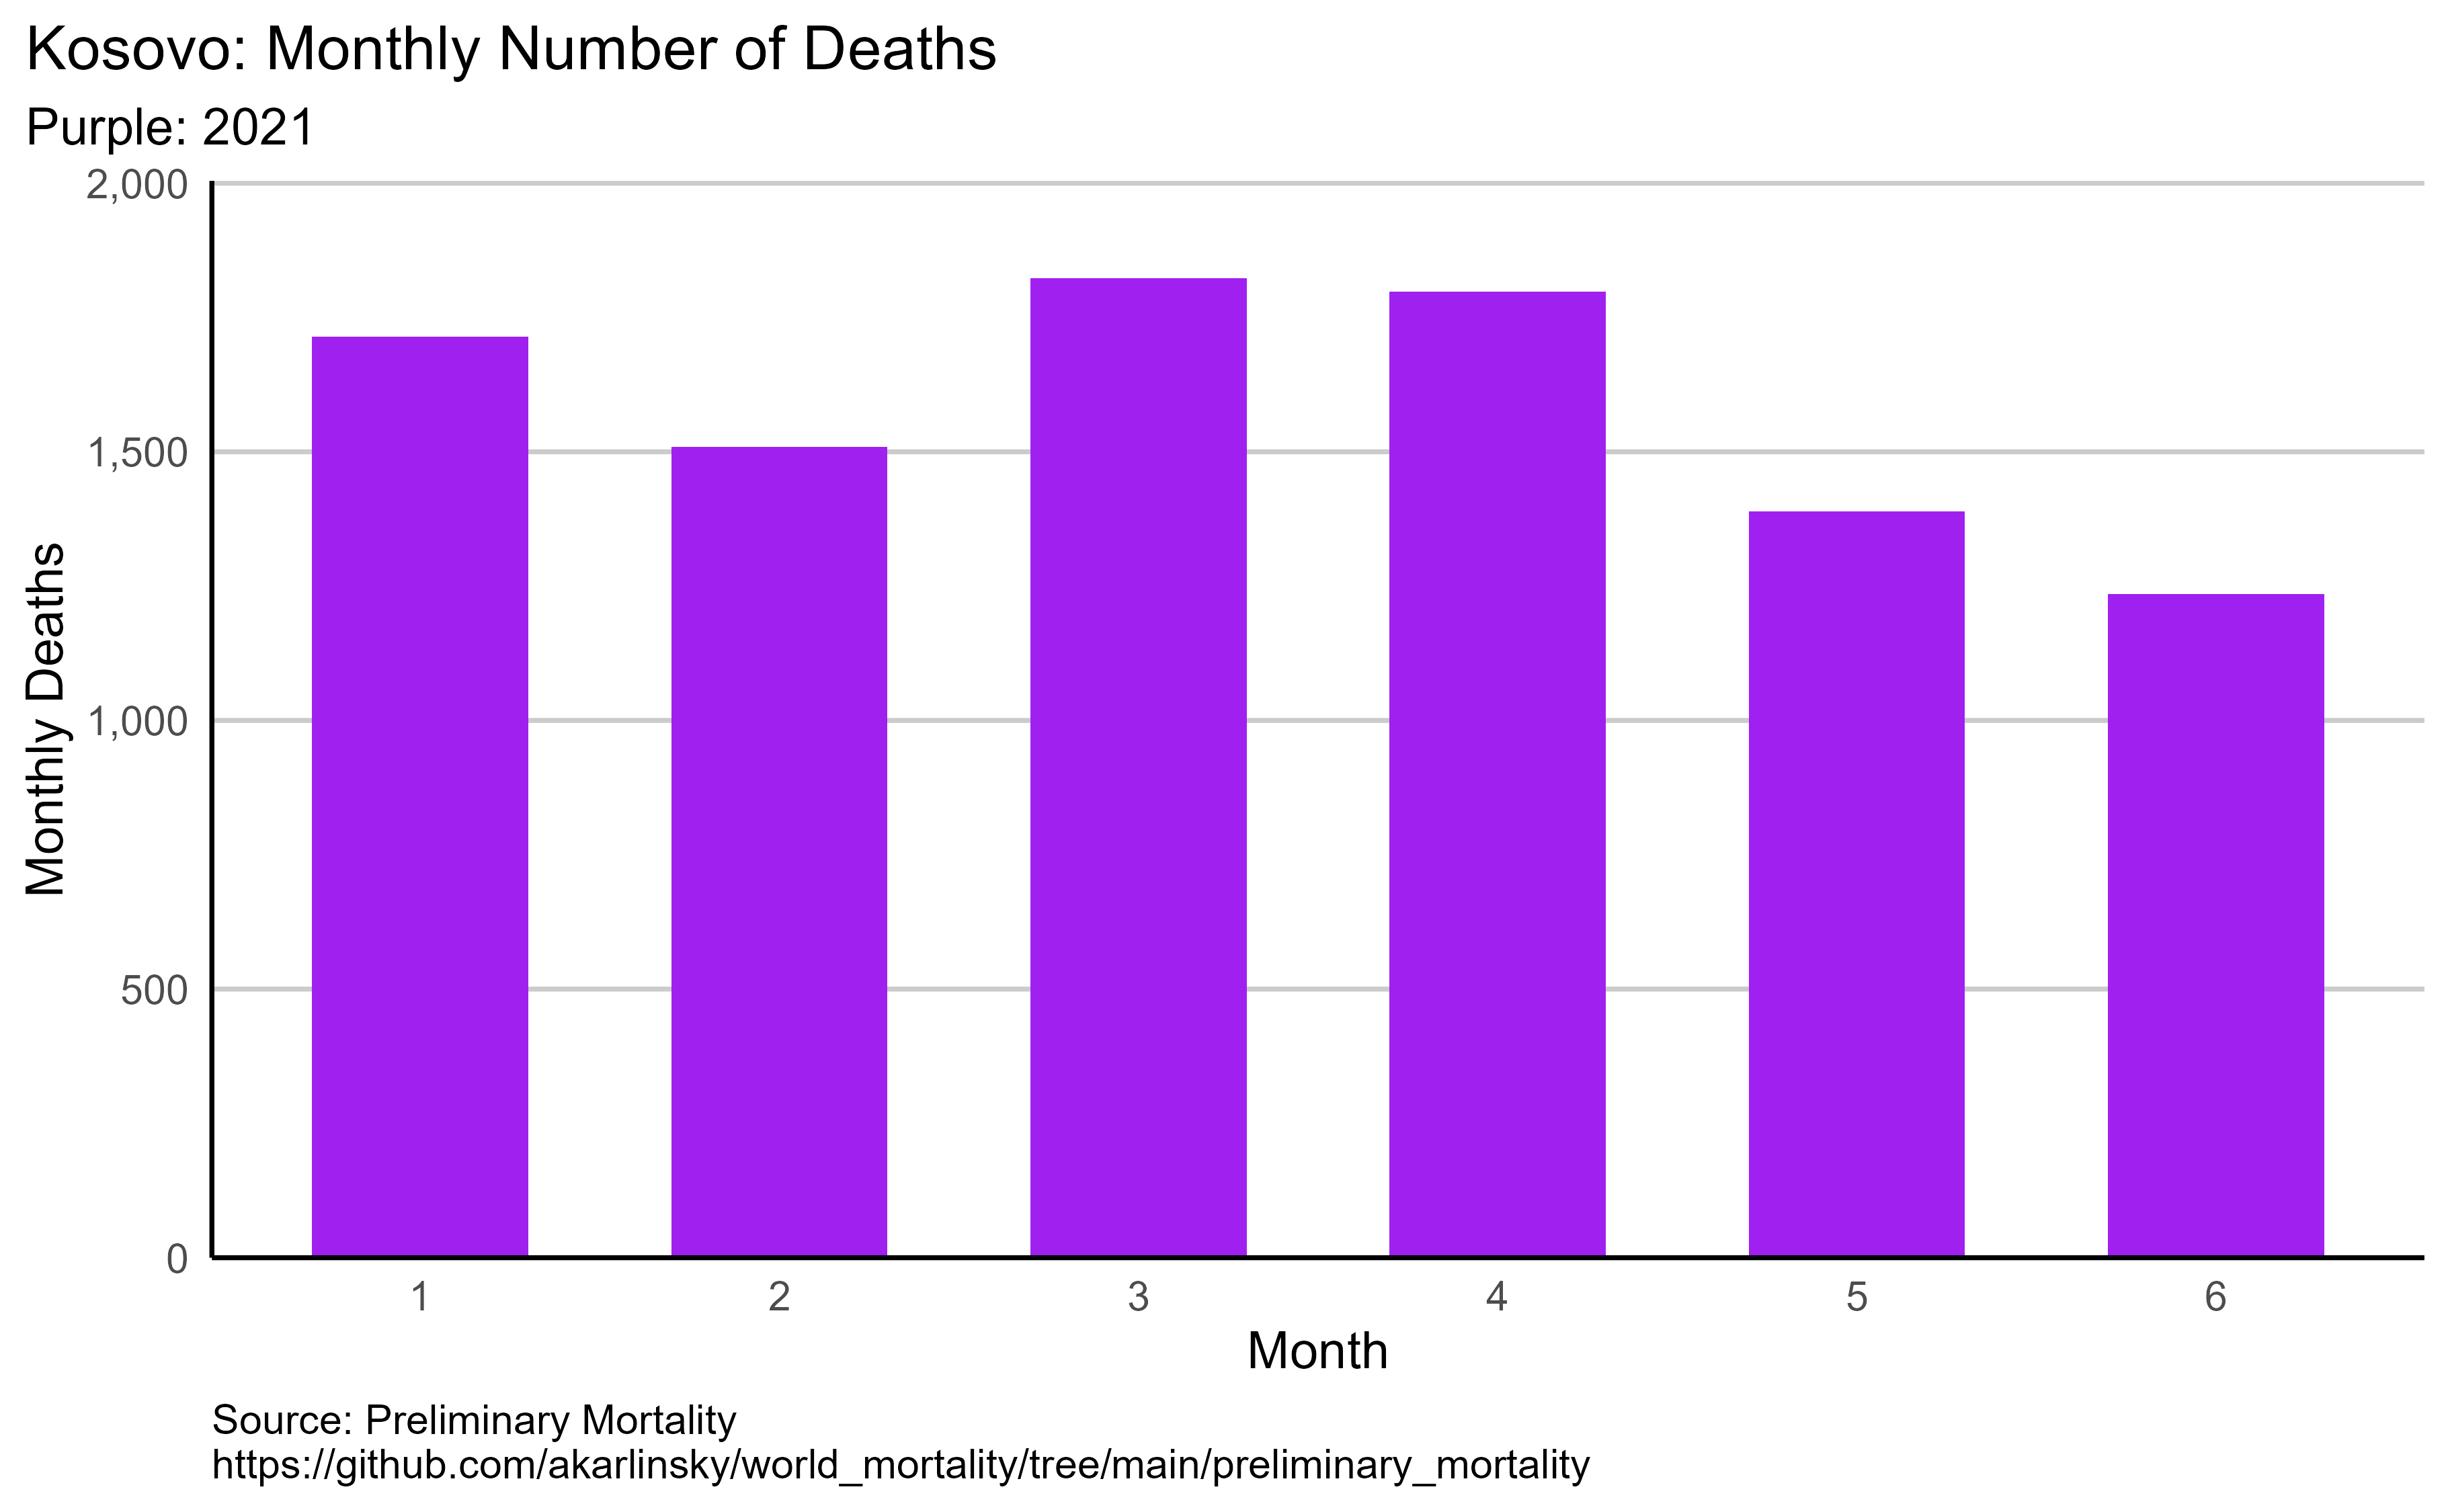 Kosovo: Monthly Number of Deaths
Purple: 2021
2,000
1,500
1,000
500
0
Monthly Deaths
1 2 3 4 5 6
Month
Source: Preliminary Mortality
https://github.com/akarlinsky/world_mortality/tree/main/preliminary_mortality